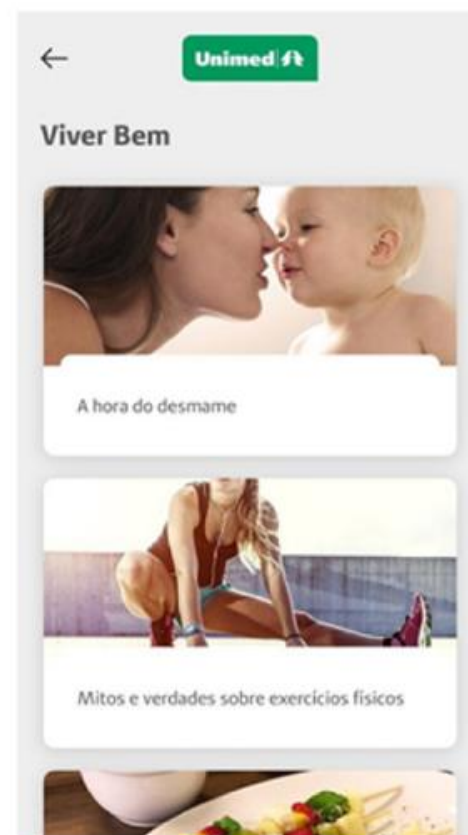 Unimed
Viver Bem
A hora do desmame
Mitos e verdades sobre exercícios físicos